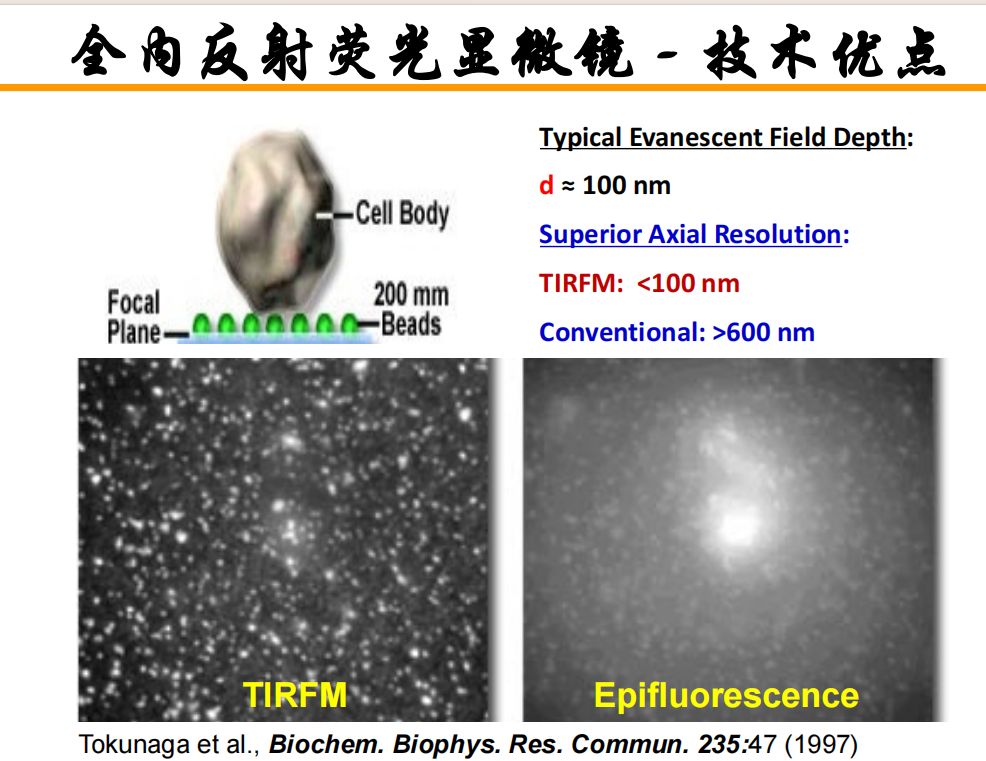 全内反射荧光显微镜 - 技术优点
Typical Evanescent Field Depth:
d ≈ 100 nm
Superior Axial Resolution:
TIRFM: <100 nm
Conventional: >600 nm
Cell Body
Focal
Plane
200 mm
Beads
TIRFM
Epifluorescence
Tokunaga et al., Biochem. Biophys. Res. Commun. 235:47 (1997)